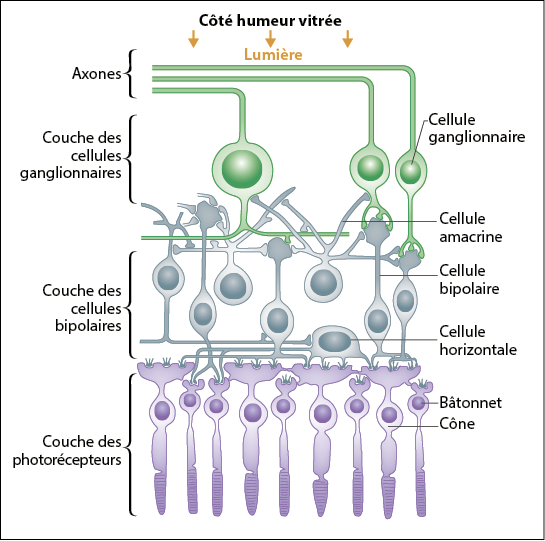 Côté humeur vitrée
Lumière
Axones
Couche des
cellules
ganglionnaires
Cellule
ganglionnaire
Cellule
amacrine
Couche des
cellules
bipolaires
Cellule
bipolaire
Cellule
horizontale
Couche des
photorécepteurs
Bâtonnet
Cône